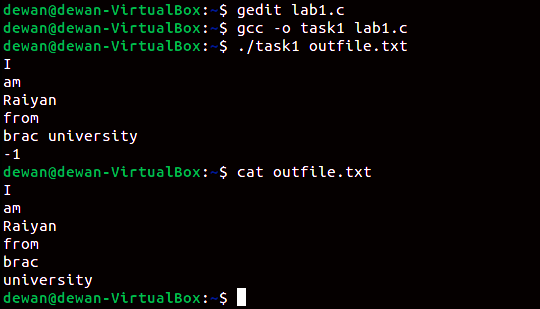 dewan@dewan-VirtualBox:~$ gedit lab1.c
dewan@dewan-VirtualBox:~$ gcc -o task1 lab1.c
dewan@dewan-VirtualBox:~$ ./task1 outfile.txt
I
am
Raiyan
from
brac university
-1
dewan@dewan-VirtualBox:~$ cat outfile.txt
I
am
Raiyan
from
brac
university
dewan@dewan-VirtualBox:~$